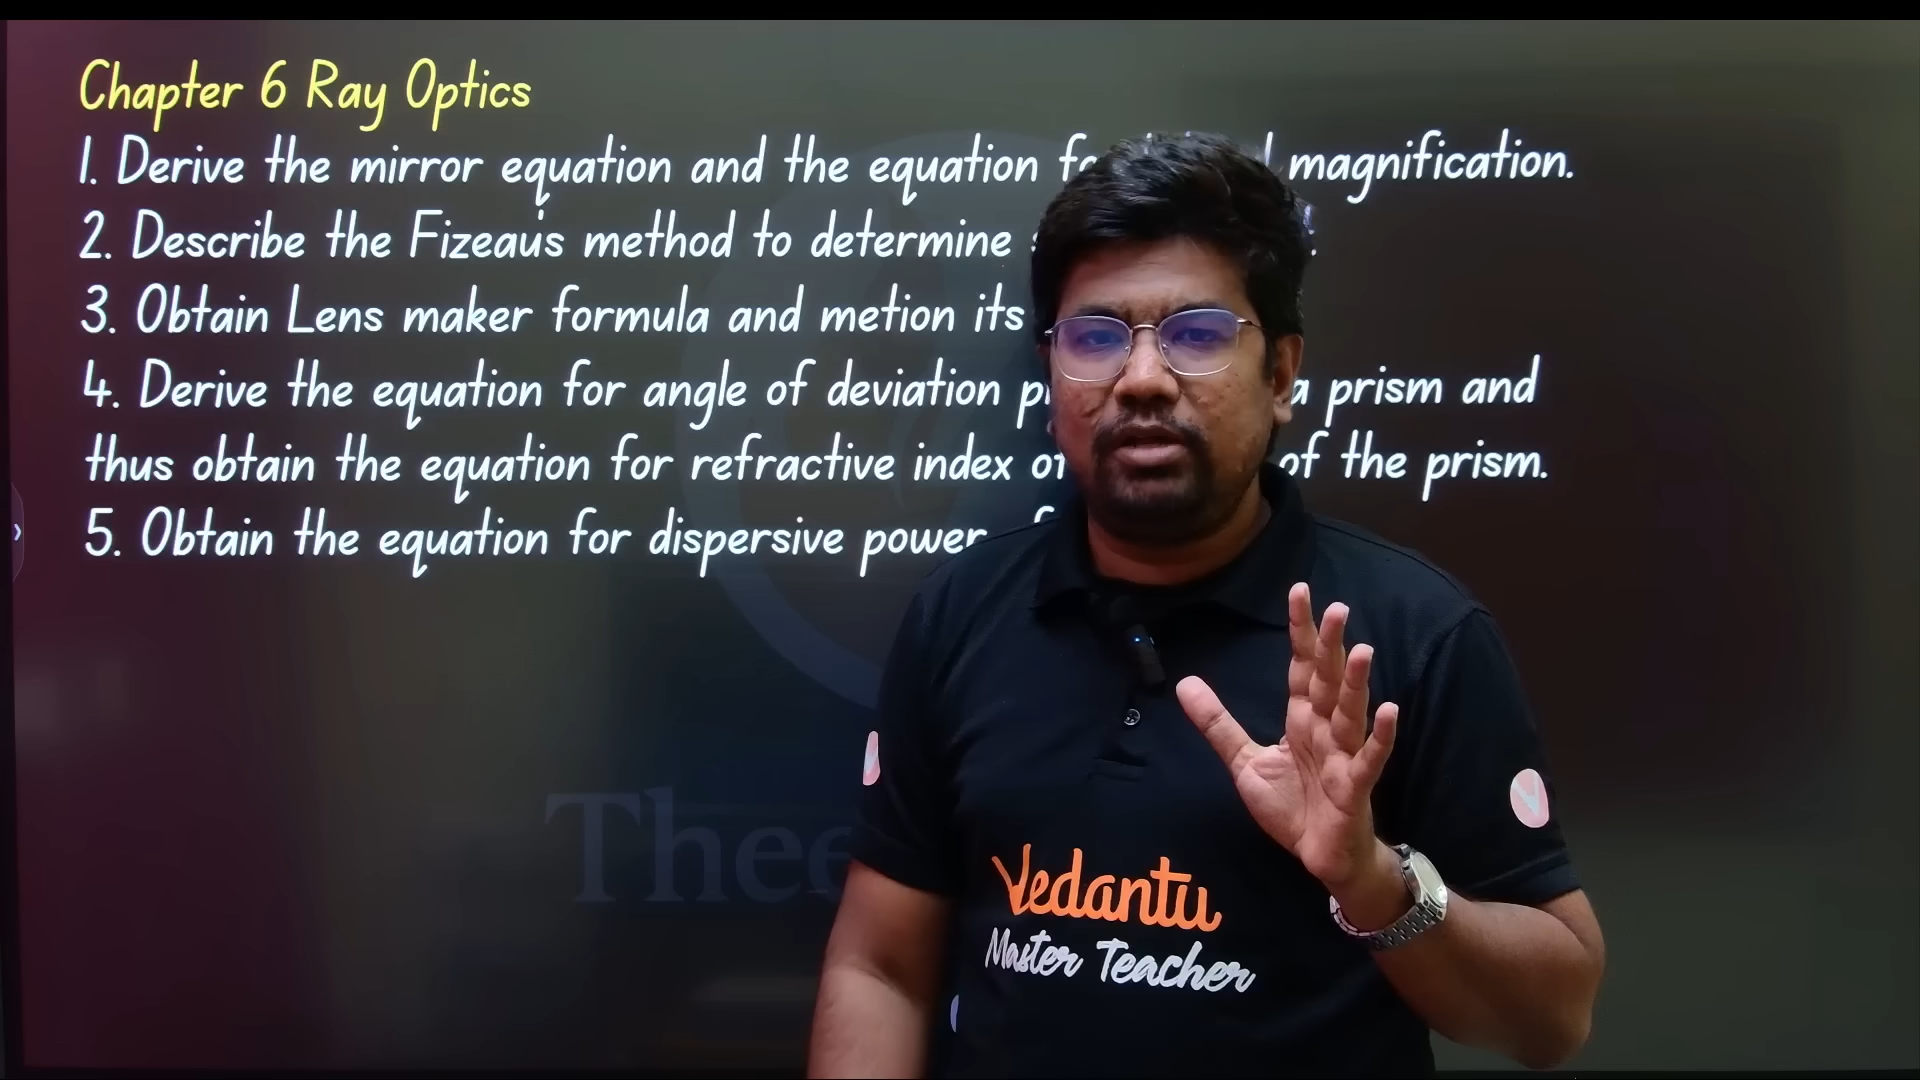 Chapter 6 Ray Optics
1. Derive the mirror equation and the equation magnification.
2. Describe the Fizeau's method to determine
3. Obtain Lens maker formula and metion its
4. Derive the equation for angle of deviation a prism and
thus obtain the equation for refractive index of the prism.
5. Obtain the equation for dispersive power
Vedantu
Master Teacher